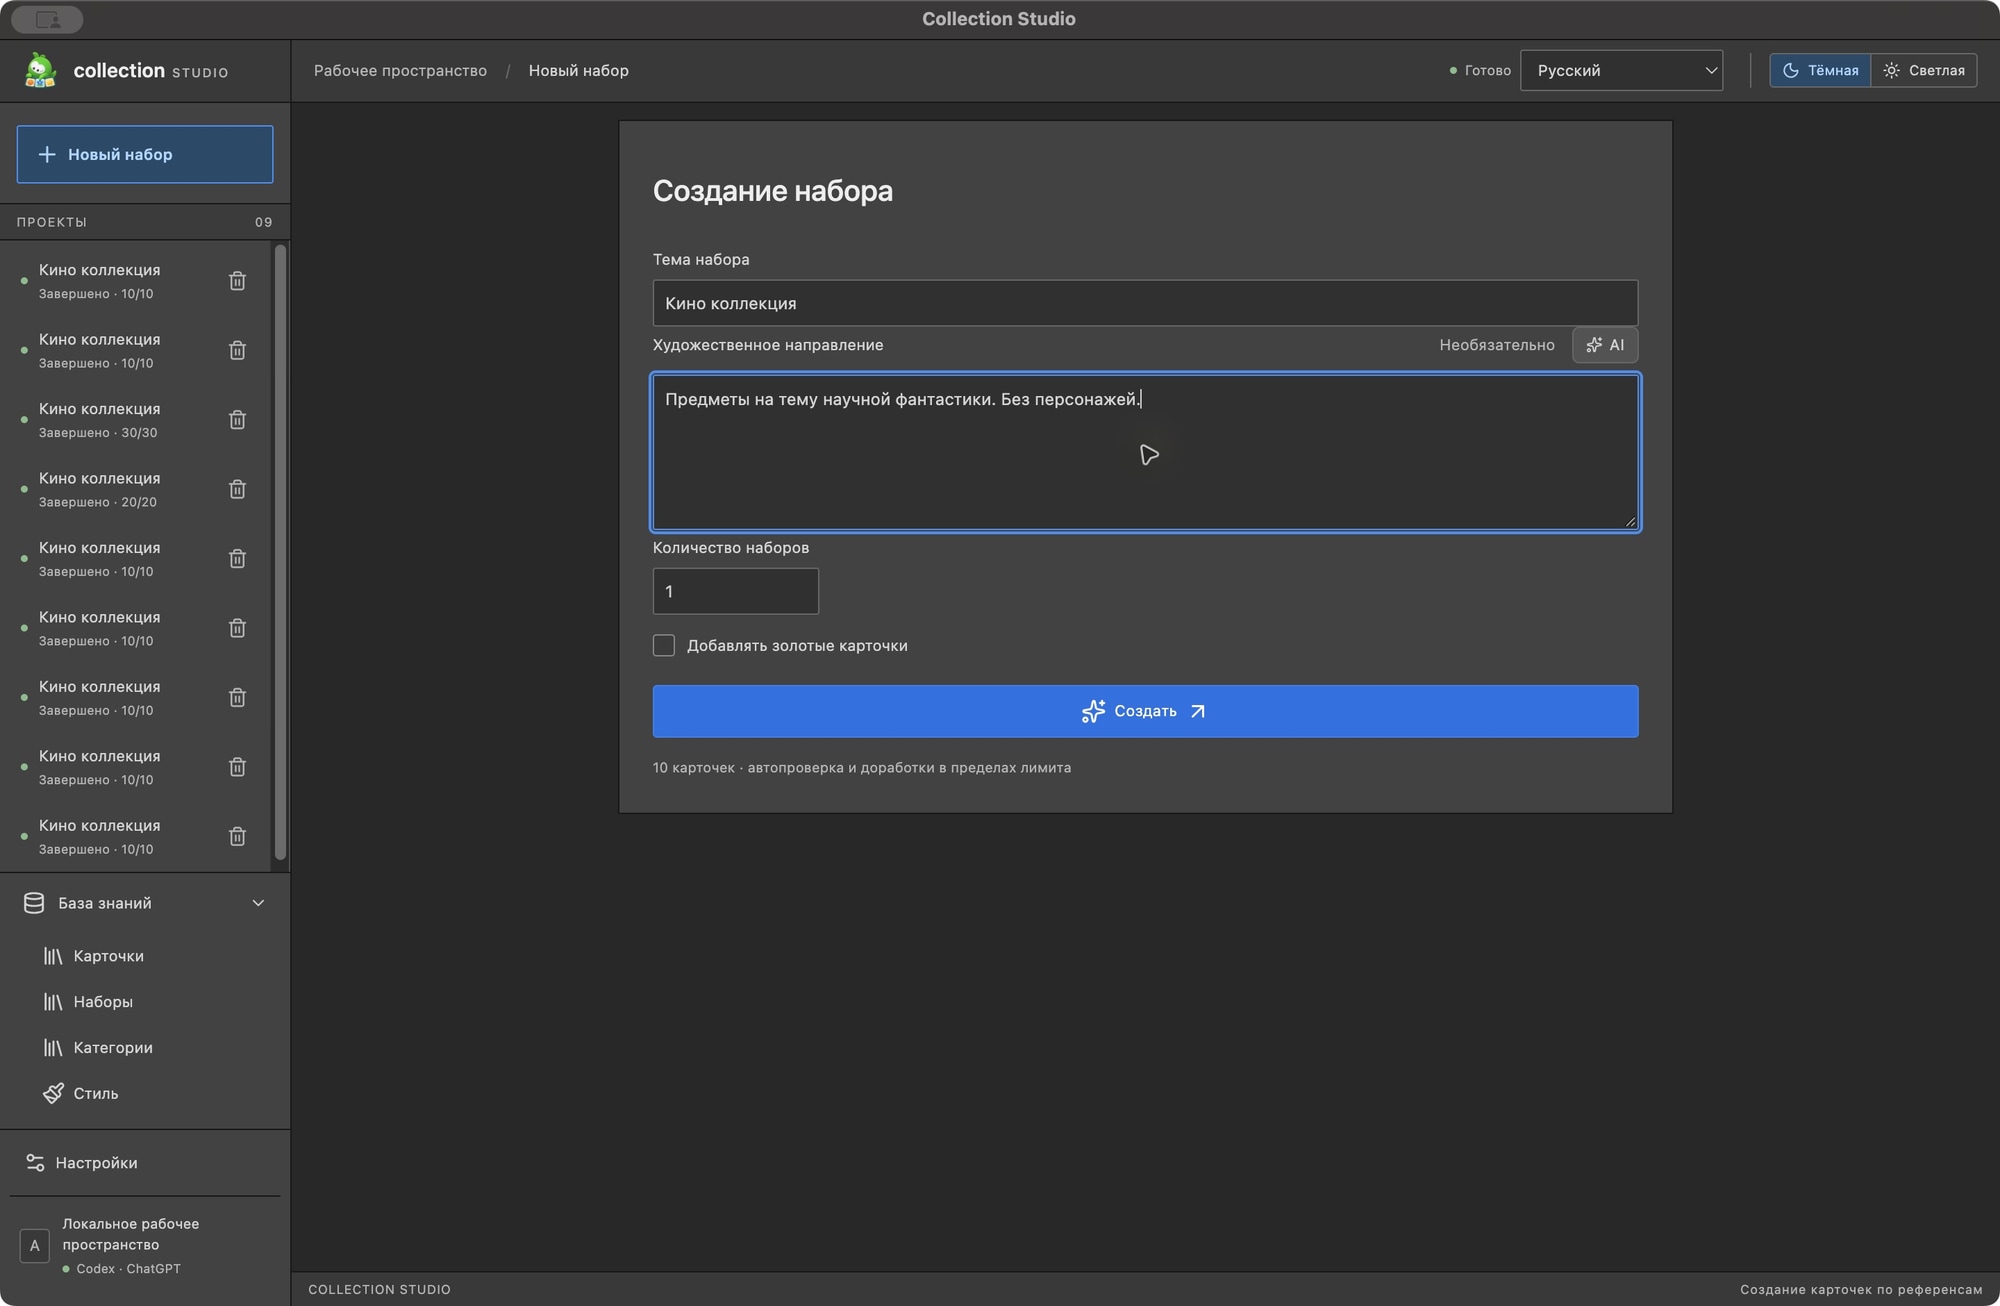 Collection Studio
collection STUDIO
Рабочее пространство / Новый набор
Готово
Русский
Тёмная
Светлая
Новый набор
ПРОЕКТЫ 09
Кино коллекция
Завершено · 10/10
Кино коллекция
Завершено · 10/10
Кино коллекция
Завершено · 30/30
Кино коллекция
Завершено · 20/20
Кино коллекция
Завершено · 10/10
Кино коллекция
Завершено · 10/10
Кино коллекция
Завершено · 10/10
Кино коллекция
Завершено · 10/10
Кино коллекция
Завершено · 10/10
База знаний
Карточки
Наборы
Категории
Стиль
Настройки
A
Локальное рабочее
пространство
Codex · ChatGPT
Создание набора
Тема набора
Кино коллекция
Художественное направление
Необязательно
AI
Предметы на тему научной фантастики. Без персонажей.
Количество наборов
1
Добавлять золотые карточки
Создать
10 карточек · автопроверка и доработки в пределах лимита
COLLECTION STUDIO
Создание карточек по референсам